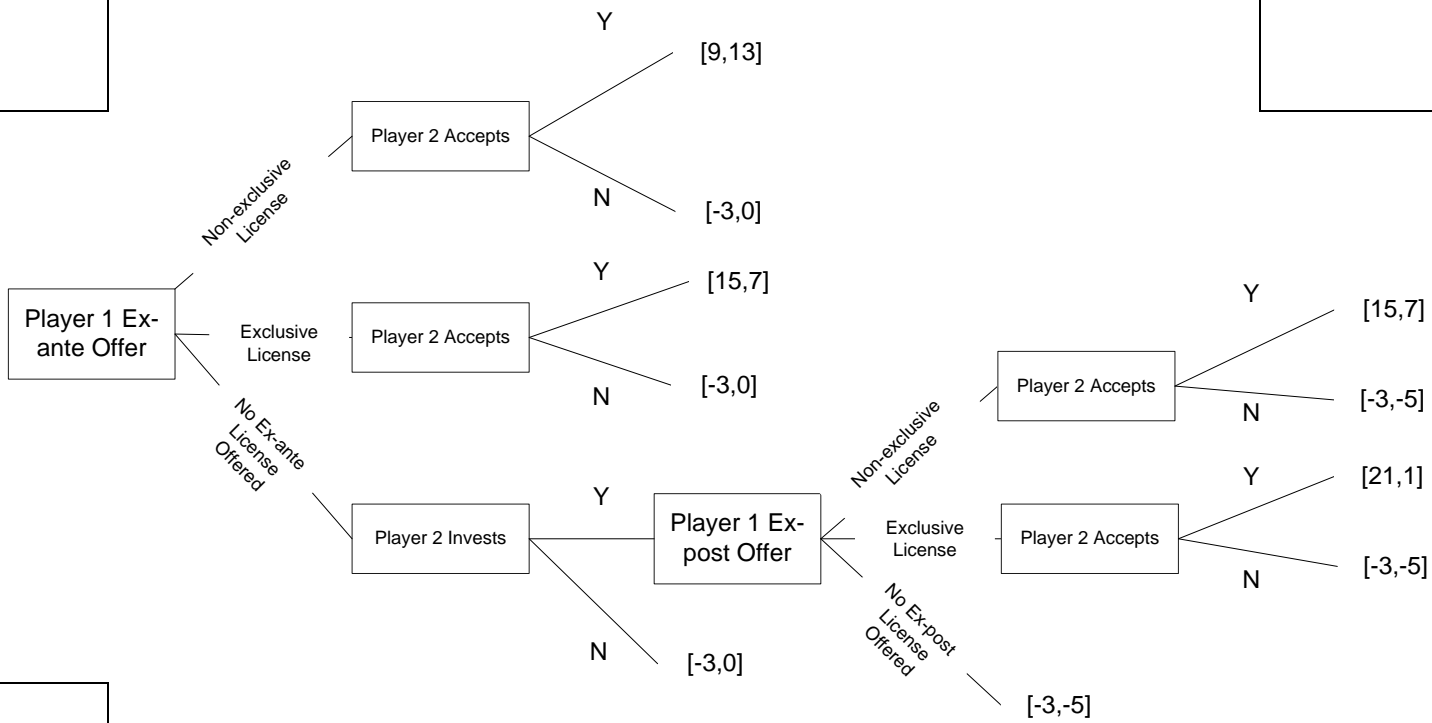 Y
[9,13]
Player 2 Accepts
Non-exclusive
License
N
[-3,0]
Y
[15,7]
Player 1 Ex-
ante Offer
Exclusive
License
Player 2 Accepts
N
[-3,0]
No Ex-ante
License
Offered
Y
Player 2 Invests
N
[-3,0]
Player 1 Ex-
post Offer
Non-exclusive
License
Player 2 Accepts
Y
[15,7]
N
[-3,-5]
Exclusive
License
Player 2 Accepts
Y
[21,1]
N
[-3,-5]
No Ex-post
License
Offered
[-3,-5]